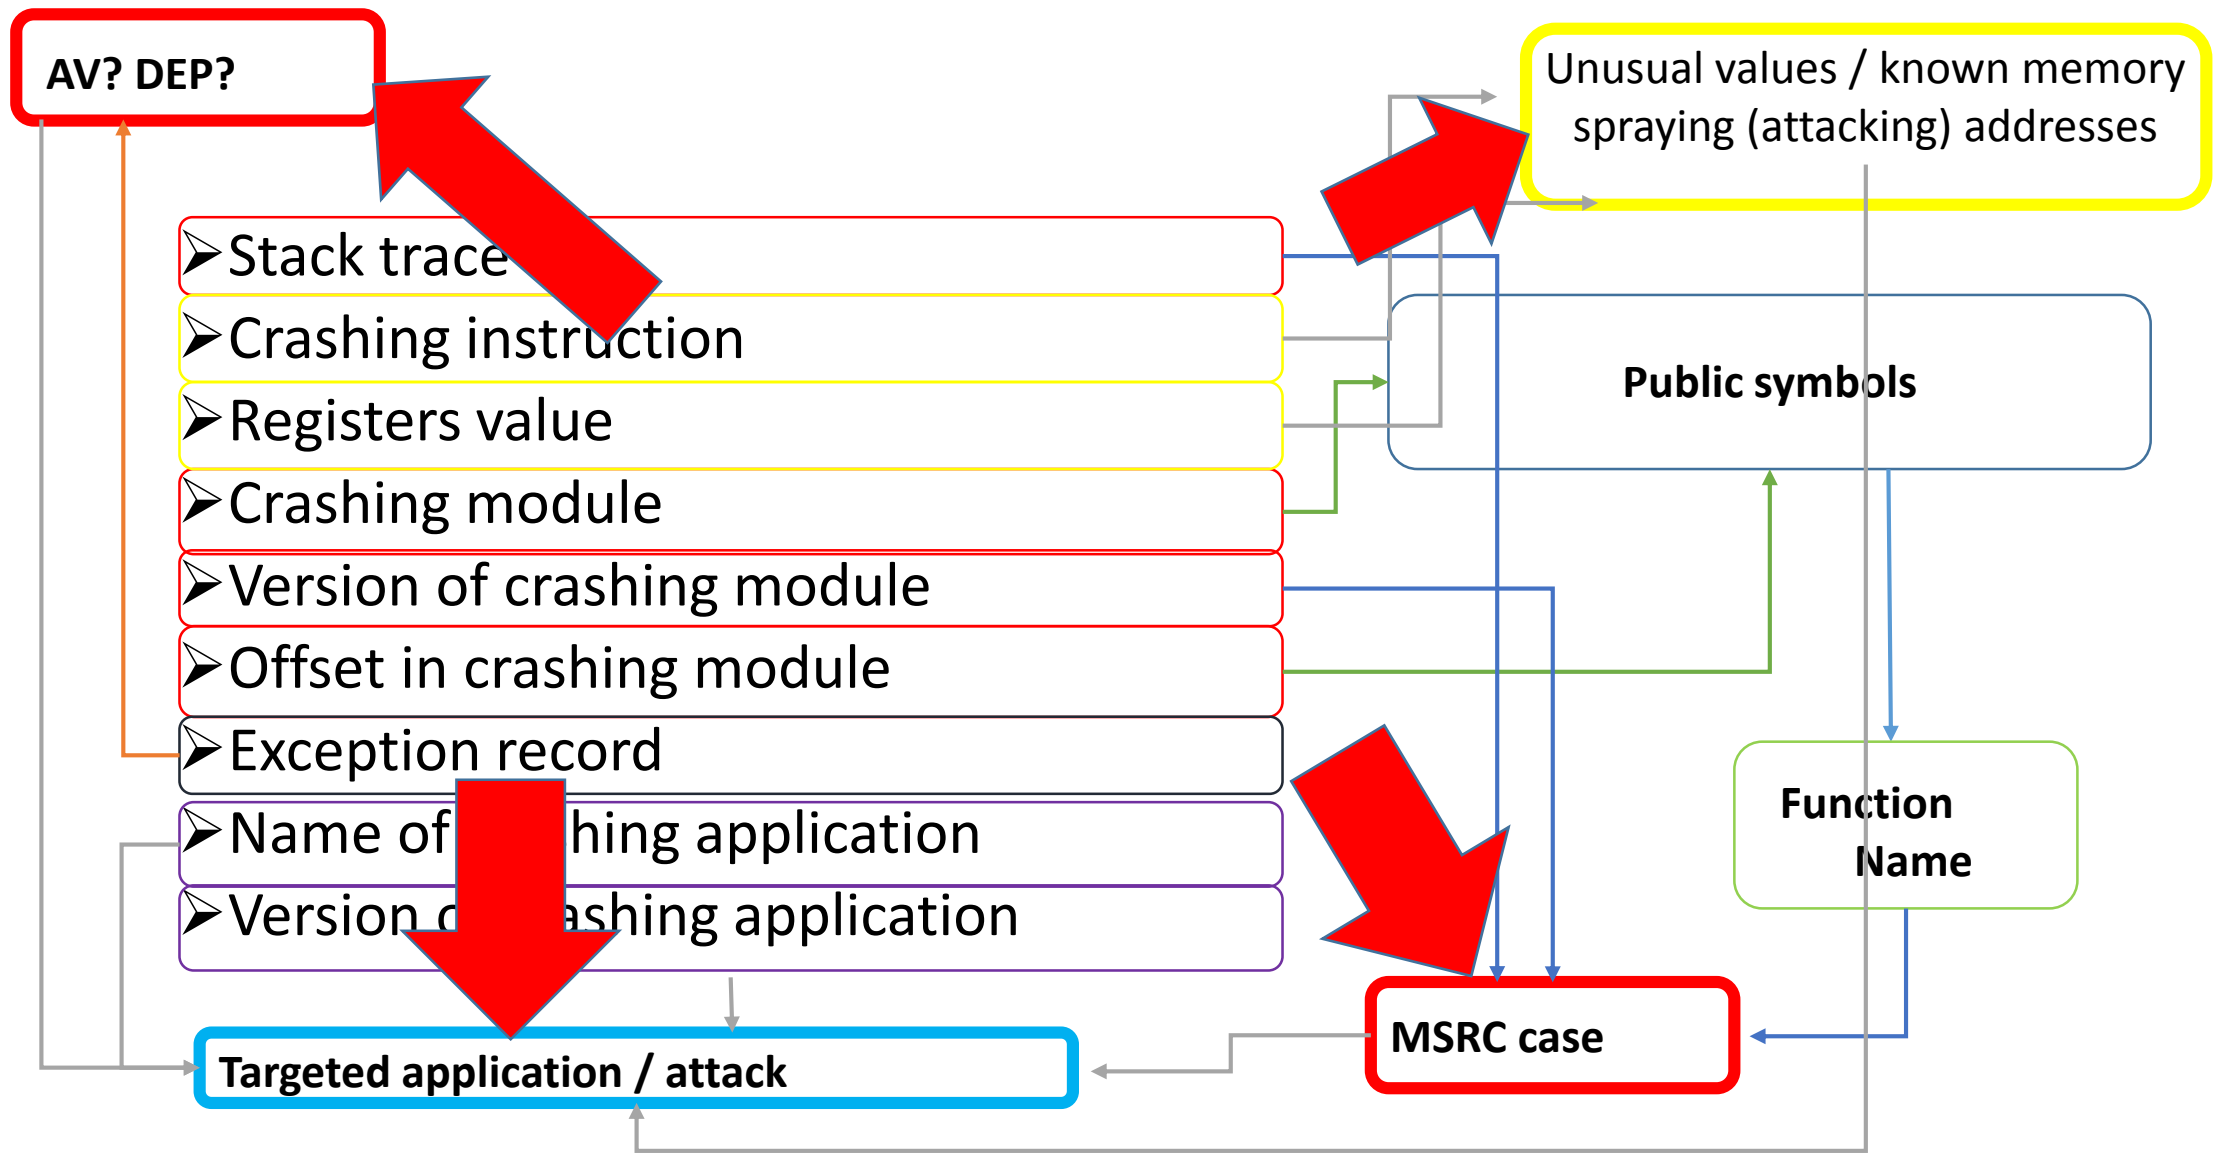 AV? DEP?
Unusual values / known memory
spraying (attacking) addresses
Stack trace
Crashing instruction
Registers value
Public symbols
Crashing module
Version of crashing module
Offset in crashing module
Exception record
Name of hing application
Version ashing application
Function
Name
MSRC case
Targeted application / attack